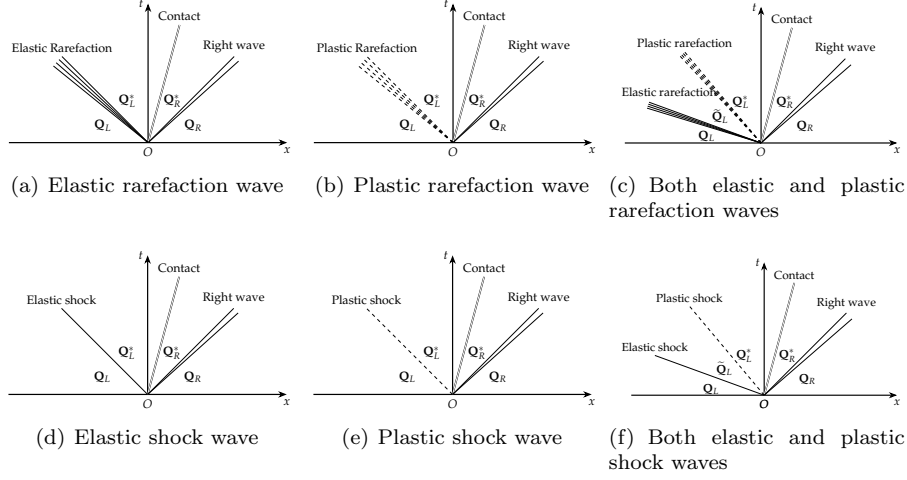 t
Contact
Elastic Rarefaction
Right wave
Q*L
Q*R
QL
QR
O
x
(a) Elastic rarefaction wave
t
Contact
Plastic Rarefaction
Right wave
Q*L
Q*R
QL
QR
O
x
(b) Plastic rarefaction wave
t
Contact
Plastic rarefaction
Right wave
Elastic rarefaction
Q*L
Q*R
Q̃L
QL
QR
O
x
(c) Both elastic and plastic
rarefaction waves
t
Contact
Elastic shock
Right wave
Q*L
Q*R
QL
QR
O
x
(d) Elastic shock wave
t
Contact
Plastic shock
Right wave
Q*L
Q*R
QL
QR
O
x
(e) Plastic shock wave
t
Contact
Plastic shock
Right wave
Elastic shock
Q*L
Q*R
Q̃L
QL
QR
O
x
(f) Both elastic and plastic
shock waves